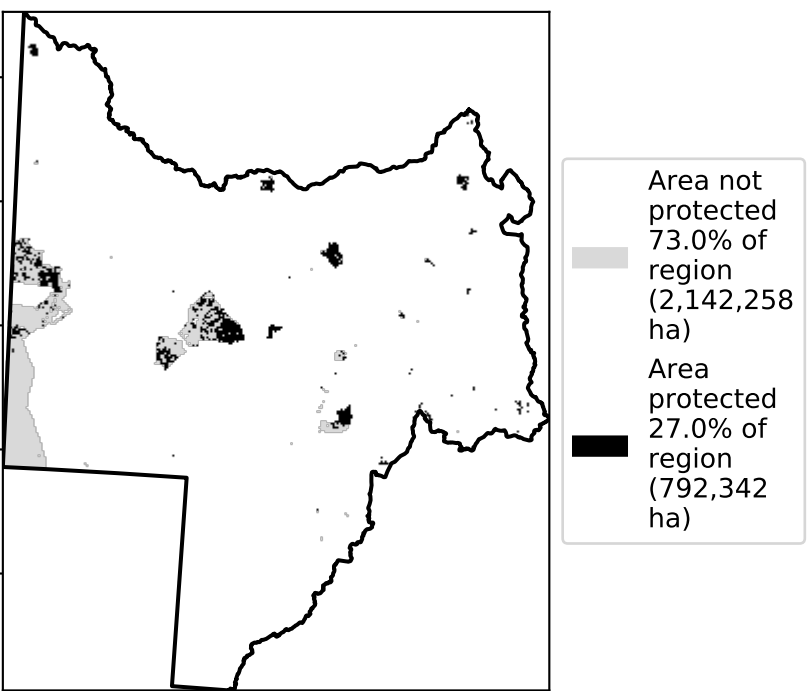 Area not
protected
73.0% of
region
(2,142,258
ha)
Area
protected
27.0% of
region
(792,342
ha)